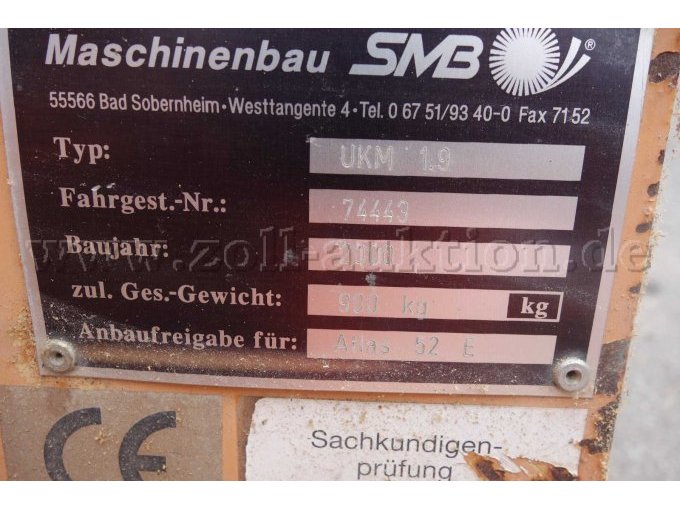 Maschinenbau SMB ®
55566 Bad Sobernheim • Westtangente 4 • Tel. 0 67 51/93 40-0 Fax 71 52
Typ: UKM 1.9
Fahrgest.-Nr.: 74449
www.zoll-auktion.de
Baujahr:
zul. Ges.-Gewicht: kg kg
Anbaufreigabe für: 52 E
CE
Sachkundigen-
prüfung